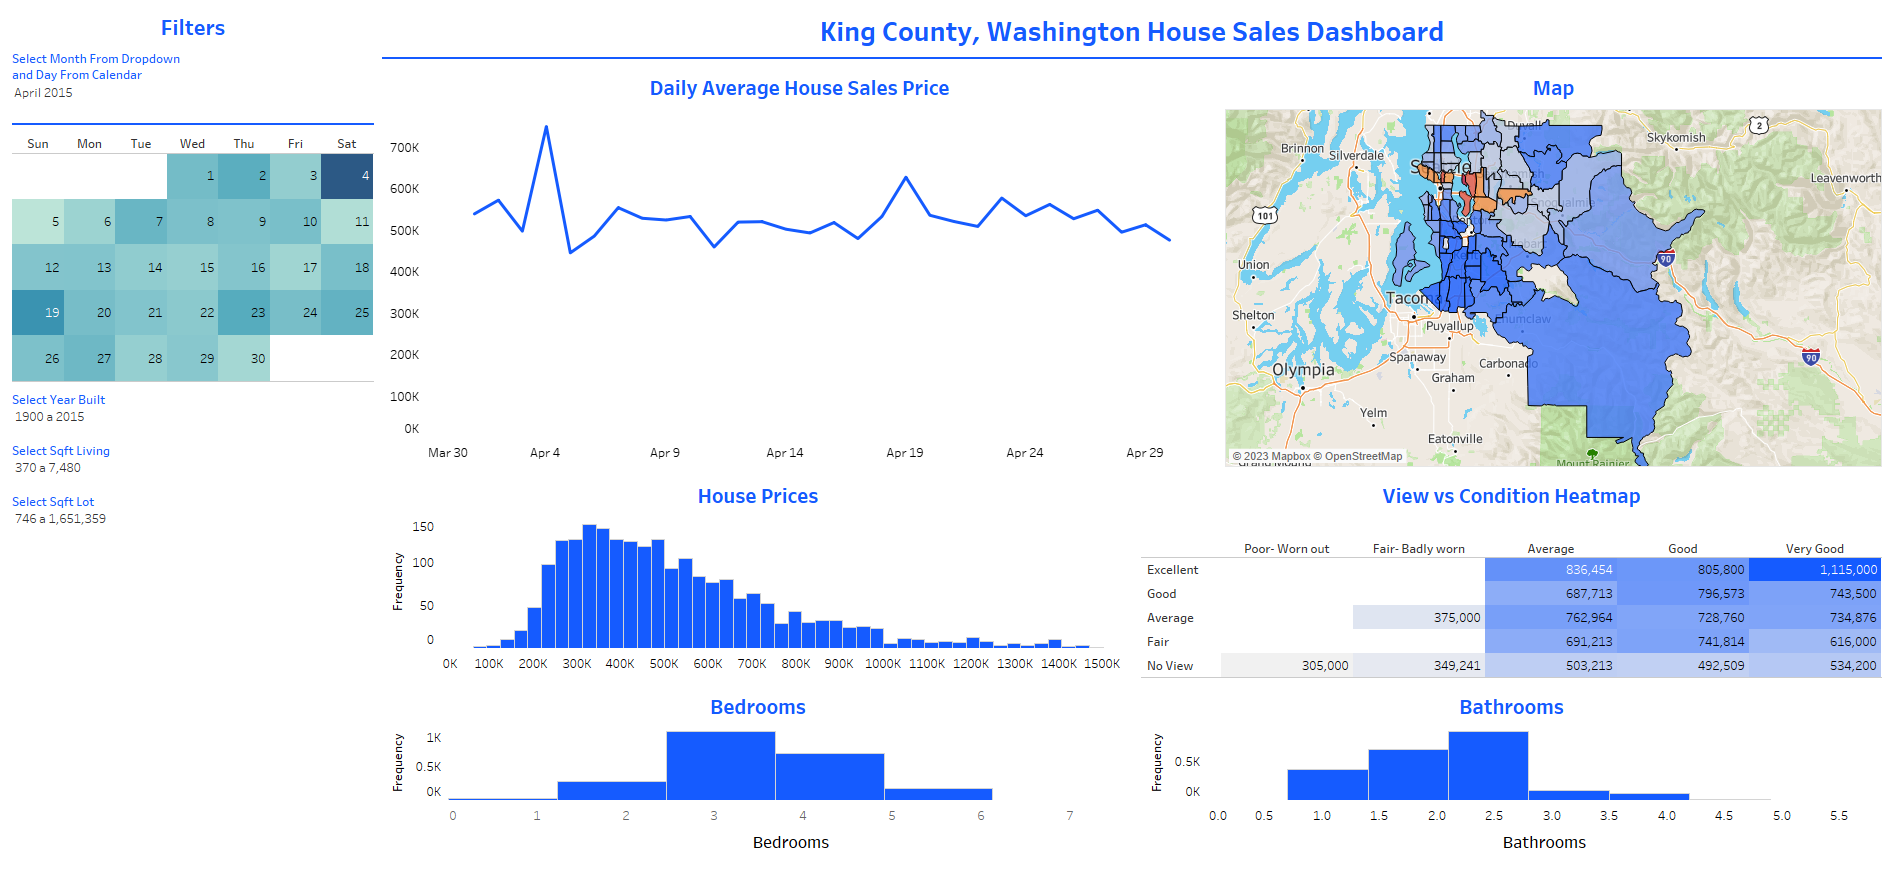 Filters
Select Month From Dropdown
and Day From Calendar
April 2015
Sun Mon Tue Wed Thu Fri Sat
1 2 3 4
5 6 7 8 9 10 11
12 13 14 15 16 17 18
19 20 21 22 23 24 25
26 27 28 29 30
Select Year Built
1900 a 2015
Select Sqft Living
370 a 7,480
Select Sqft Lot
746 a 1,651,359
King County, Washington House Sales Dashboard
Daily Average House Sales Price
700K
600K
500K
400K
300K
200K
100K
0K
Mar 30 Apr 4 Apr 9 Apr 14 Apr 19 Apr 24 Apr 29
Map
Duvall
2
Skykomish
Brinnon
Silverdale
Leavenworth
Snoqualmie
101
Hobart
Kent
90
Union
Tacoma
Shelton
Puyallup
Spanaway
Carbonado
90
Olympia
Graham
Yelm
Eatonville
© 2023 Mapbox © OpenStreetMap
Grand Mound
Mount Rainier
House Prices
Frequency
150
100
50
0
0K 100K 200K 300K 400K 500K 600K 700K 800K 900K 1000K 1100K 1200K 1300K 1400K 1500K
View vs Condition Heatmap
Poor- Worn out Fair- Badly worn Average Good Very Good
Excellent 836,454 805,800 1,115,000
Good 687,713 796,573 743,500
Average 375,000 762,964 728,760 734,876
Fair 691,213 741,814 616,000
No View 305,000 349,241 503,213 492,509 534,200
Bedrooms
Frequency
1K
0.5K
0K
0 1 2 3 4 5 6 7
Bedrooms
Bathrooms
Frequency
0.5K
0K
0.0 0.5 1.0 1.5 2.0 2.5 3.0 3.5 4.0 4.5 5.0 5.5
Bathrooms